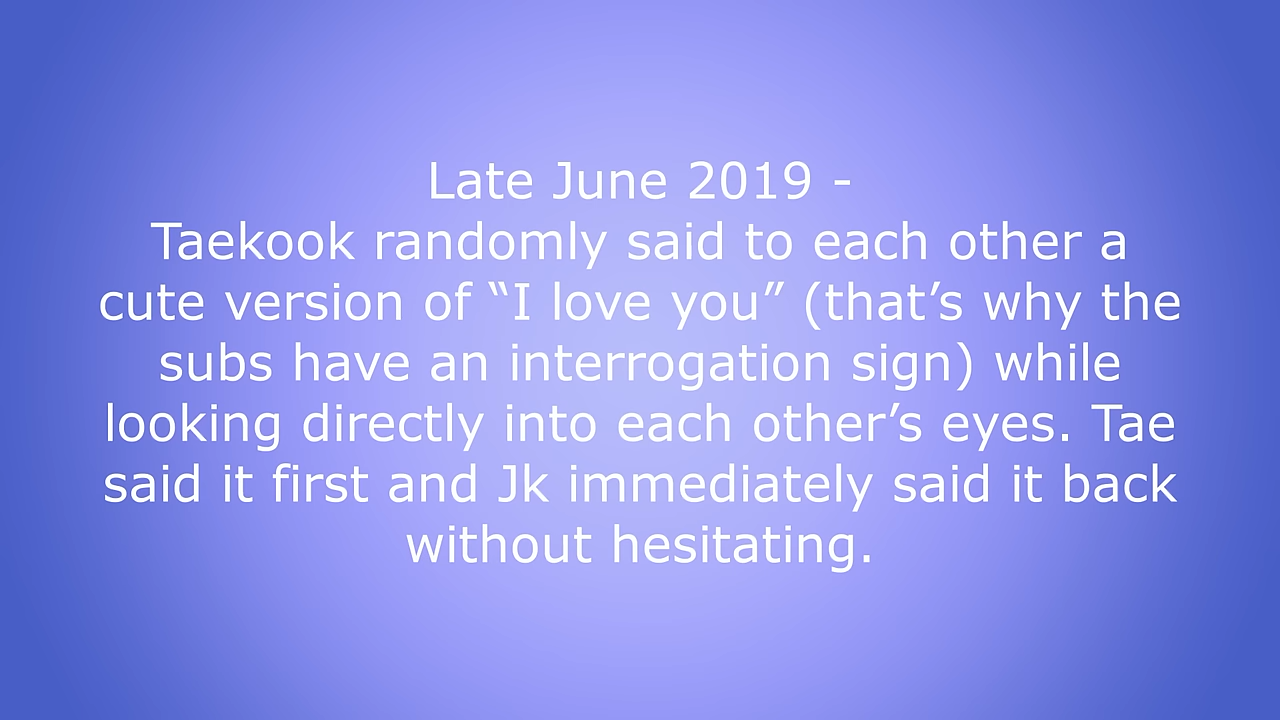 Late June 2019 -
Taekook randomly said to each other a
cute version of “I love you” (that’s why the
subs have an interrogation sign) while
looking directly into each other’s eyes. Tae
said it first and Jk immediately said it back
without hesitating.